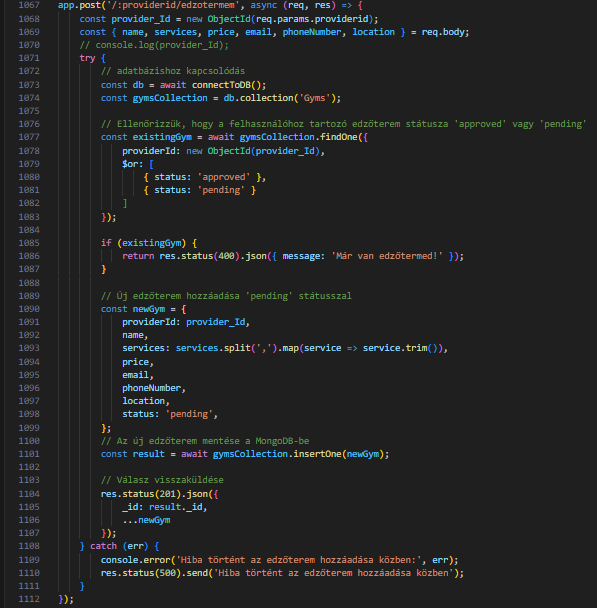 1067 app.post('/:providerid/edzotermem', async (req, res) => {
1068     const provider_Id = new ObjectId(req.params.providerid);
1069     const { name, services, price, email, phoneNumber, location } = req.body;
1070     // console.log(provider_Id);
1071     try {
1072         // adatbázishoz kapcsolódás
1073         const db = await connectToDB();
1074         const gymsCollection = db.collection('Gyms');
1075
1076         // Ellenőrizzük, hogy a felhasználóhoz tartozó edzőterem státusza 'approved' vagy 'pending'
1077         const existingGym = await gymsCollection.findOne({
1078             providerId: new ObjectId(provider_Id),
1079             $or: [
1080                 { status: 'approved' },
1081                 { status: 'pending' }
1082             ]
1083         });
1084
1085         if (existingGym) {
1086             return res.status(400).json({ message: 'Már van edzőtermed!' });
1087         }
1088
1089         // Új edzőterem hozzáadása 'pending' státusszal
1090         const newGym = {
1091             providerId: provider_Id,
1092             name,
1093             services: services.split(',').map(service => service.trim()),
1094             price,
1095             email,
1096             phoneNumber,
1097             location,
1098             status: 'pending',
1099         };
1100         // Az új edzőterem mentése a MongoDB-be
1101         const result = await gymsCollection.insertOne(newGym);
1102
1103         // Válasz visszaküldése
1104         res.status(201).json({
1105             _id: result._id,
1106             ...newGym
1107         });
1108     } catch (err) {
1109         console.error('Hiba történt az edzőterem hozzáadása közben:', err);
1110         res.status(500).send('Hiba történt az edzőterem hozzáadása közben');
1111     }
1112 });